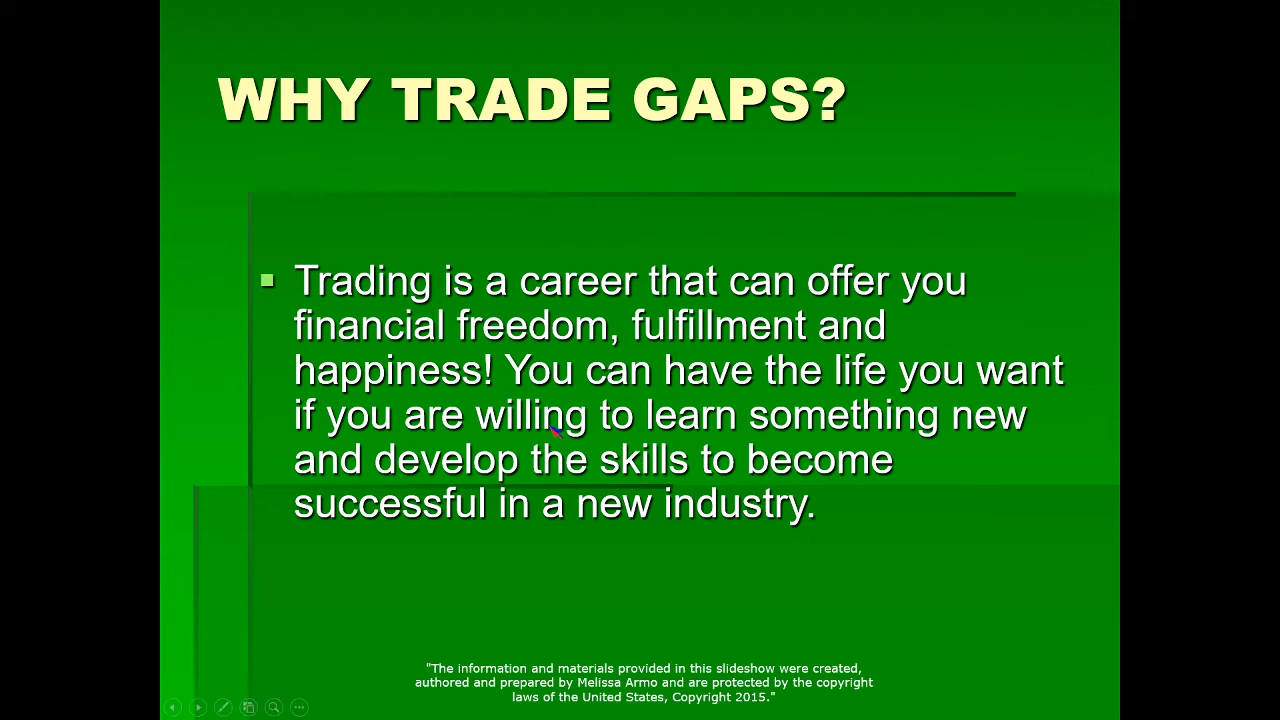 WHY TRADE GAPS?
Trading is a career that can offer you
financial freedom, fulfillment and
happiness! You can have the life you want
if you are willing to learn something new
and develop the skills to become
successful in a new industry.
"The information and materials provided in this slideshow were created,
authored and prepared by Melissa Armo and are protected by the copyright
laws of the United States, Copyright 2015."